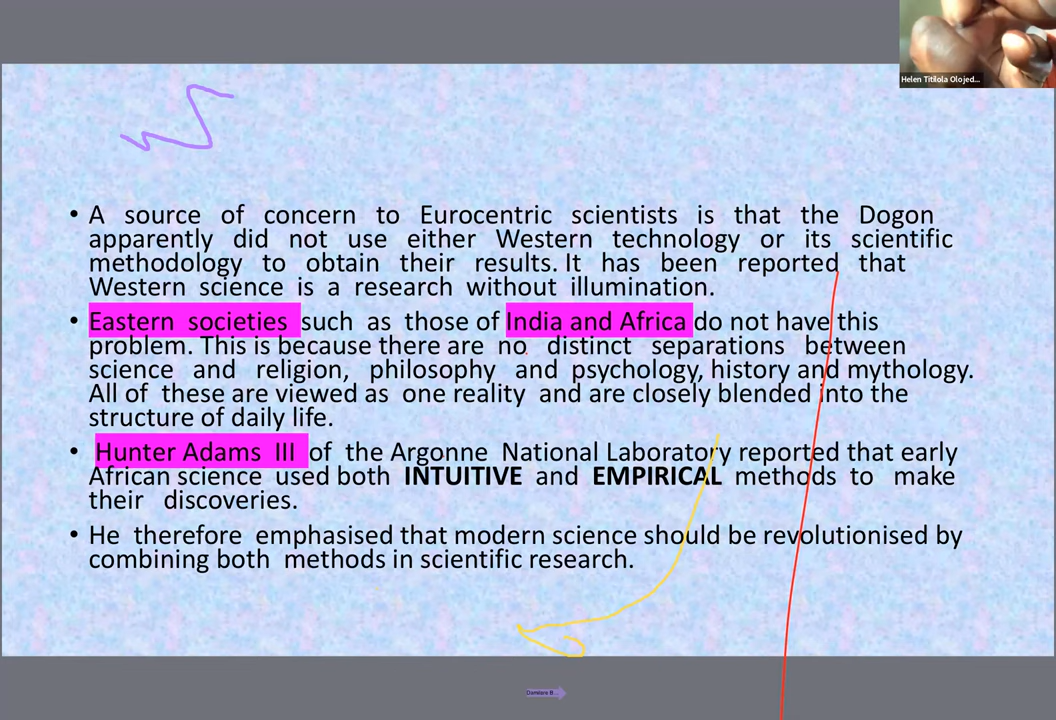 Helen Titilola Olojed...
• A source of concern to Eurocentric scientists is that the Dogon
apparently did not use either Western technology or its scientific
methodology to obtain their results. It has been reported that
Western science is a research without illumination.
• Eastern societies such as those of India and Africa do not have this
problem. This is because there are no distinct separations between
science and religion, philosophy and psychology, history and mythology.
All of these are viewed as one reality and are closely blended into the
structure of daily life.
• Hunter Adams III of the Argonne National Laboratory reported that early
African science used both INTUITIVE and EMPIRICAL methods to make
their discoveries.
• He therefore emphasised that modern science should be revolutionised by
combining both methods in scientific research.